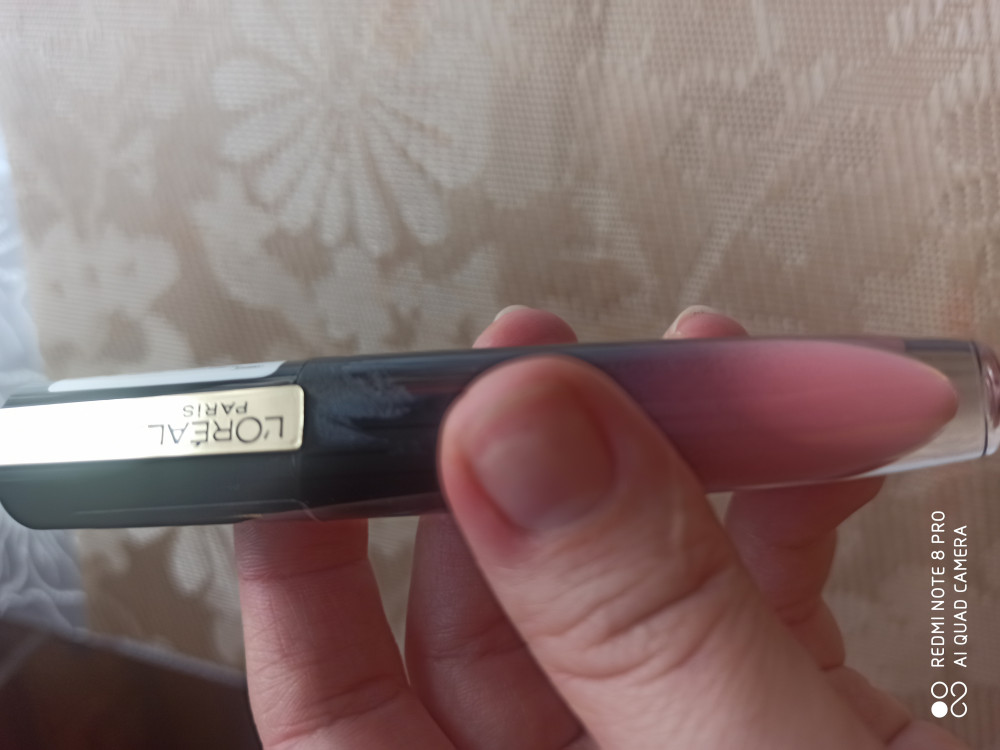 L'ORÉAL
PARIS
REDMI NOTE 8 PRO
AI QUAD CAMERA